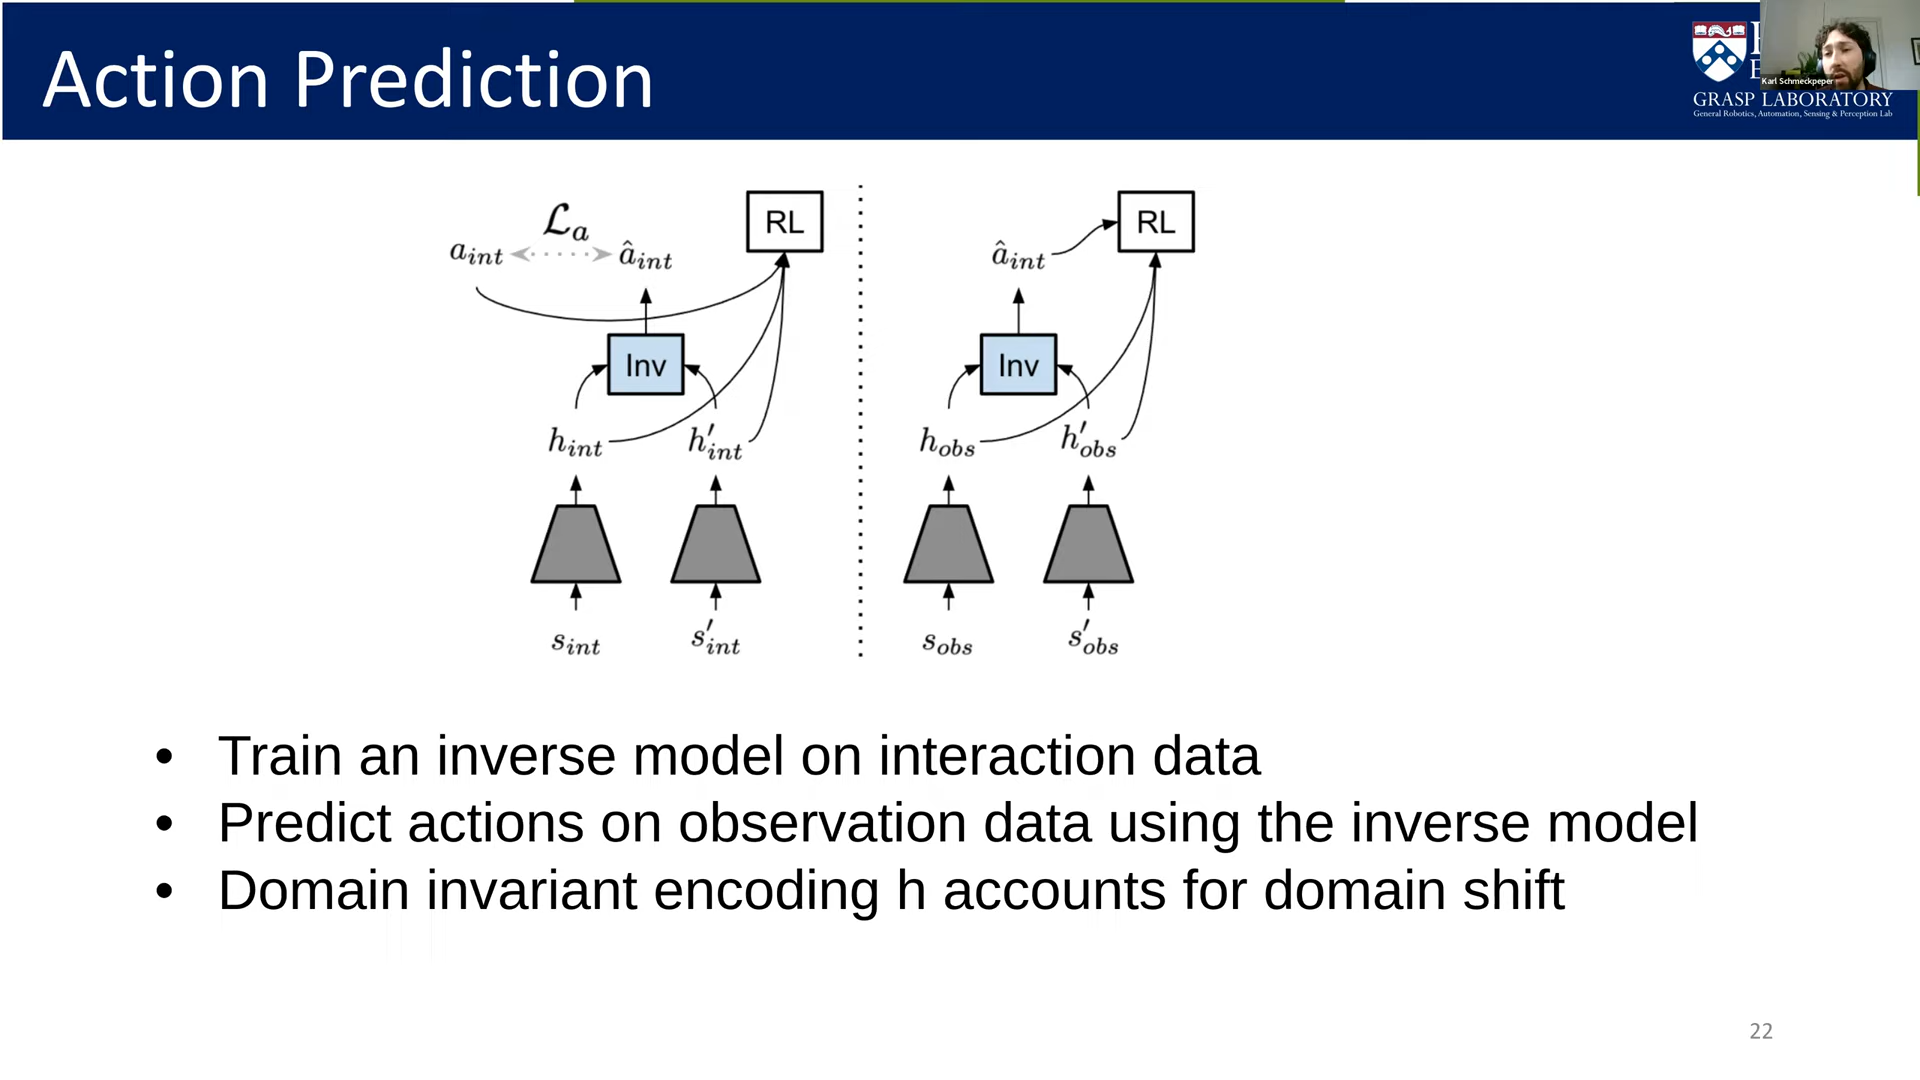 Action Prediction
Karl Schmeckpeper
GRASP LABORATORY
General Robotics, Automation, Sensing & Perception Lab
ℒₐ
a_int â_int RL
Inv
h_int h′_int
s_int s′_int
â_int RL
Inv
h_obs h′_obs
s_obs s′_obs
• Train an inverse model on interaction data
• Predict actions on observation data using the inverse model
• Domain invariant encoding h accounts for domain shift
22